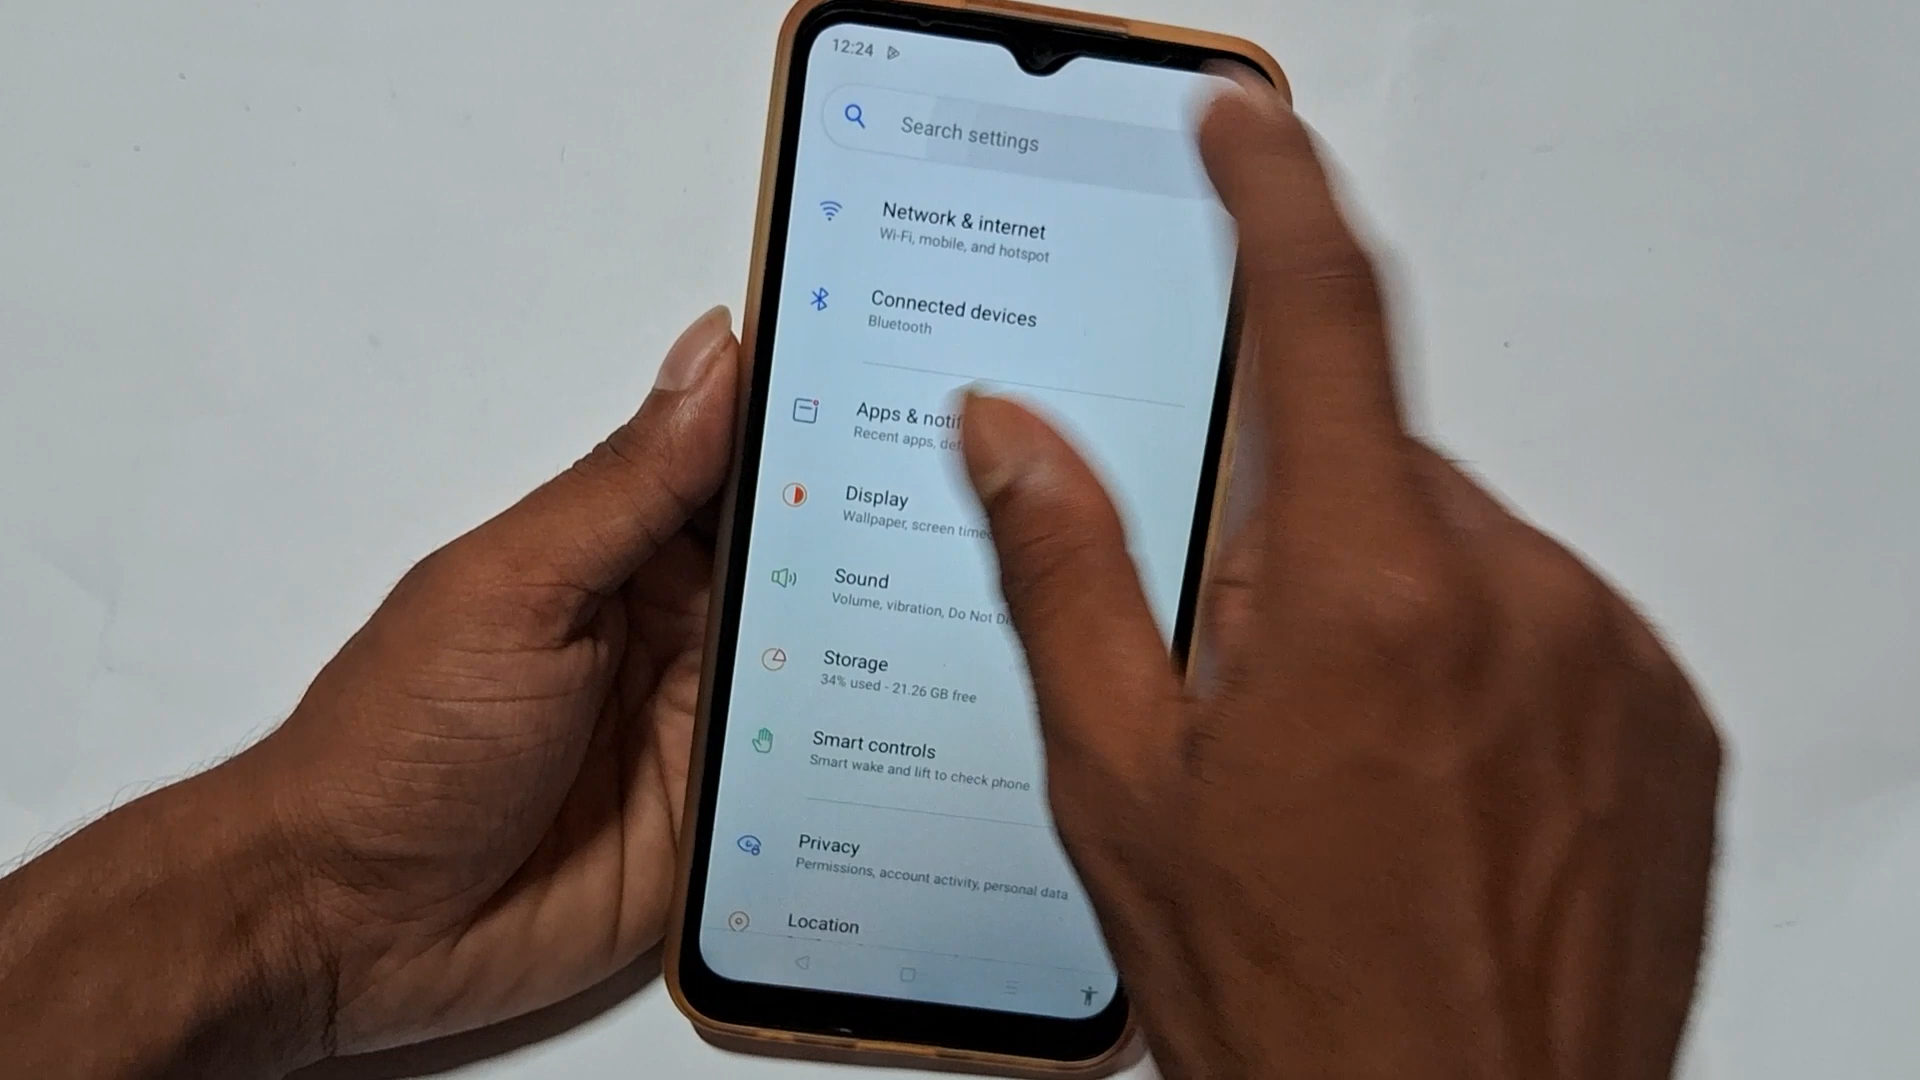 12:24
Search settings
Network & internet
Wi-Fi, mobile, and hotspot
Connected devices
Bluetooth
Apps &
Recent apps,
Display
Wallpaper, screen
Sound
Volume, vibration, Do Not
Storage
34% used - 21.26 GB free
Smart controls
Smart wake and lift to check phone
Privacy
Permissions, account activity, personal data
Location